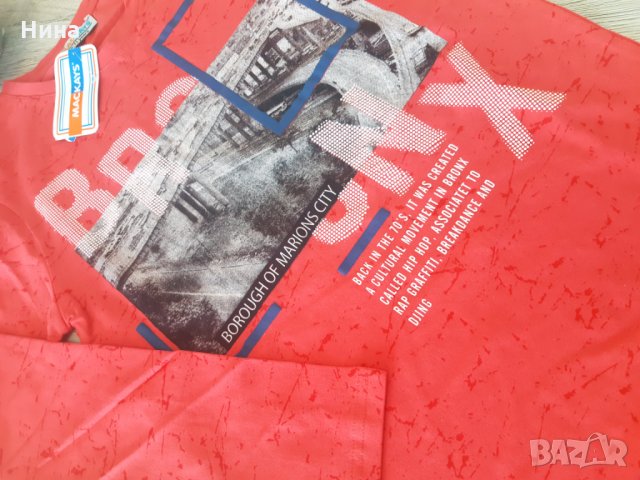 Нина
MACKAYS
BRONX
BOROUGH OF MARIONS CITY
BACK IN THE 70'S, IT WAS CREATED
A CULTURAL MOVEMENT IN BRONX
CALLED HIP HOP, ASSOCIATET TO
RAP GRAFFITI, BREAKDANCE AND
DJING
BAZAR